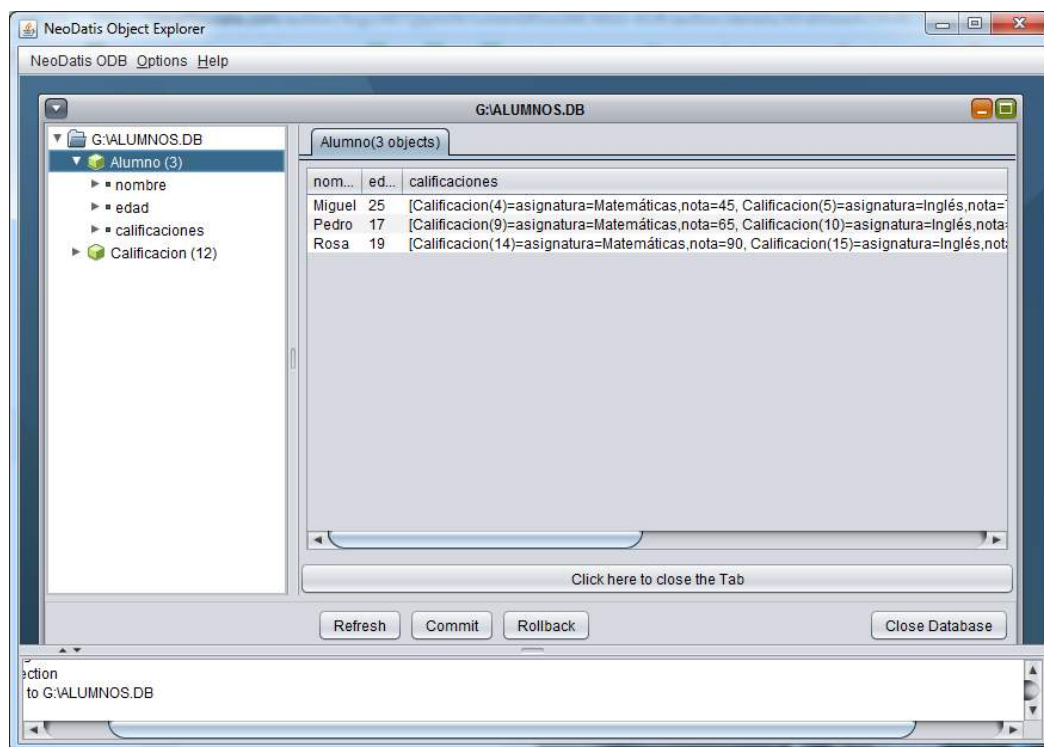 NeoDatis Object Explorer
NeoDatis ODB Options Help
G:\ALUMNOS.DB
G:\ALUMNOS.DB
Alumno (3)
nombre
edad
calificaciones
Calificacion (12)
Alumno(3 objects)
nom... ed... calificaciones
Miguel 25 [Calificacion(4)=asignatura=Matemáticas,nota=45, Calificacion(5)=asignatura=Inglés,nota=
Pedro 17 [Calificacion(9)=asignatura=Matemáticas,nota=65, Calificacion(10)=asignatura=Inglés,nota
Rosa 19 [Calificacion(14)=asignatura=Matemáticas,nota=90, Calificacion(15)=asignatura=Inglés,not
Click here to close the Tab
Refresh Commit Rollback Close Database
ection
to G:\ALUMNOS.DB